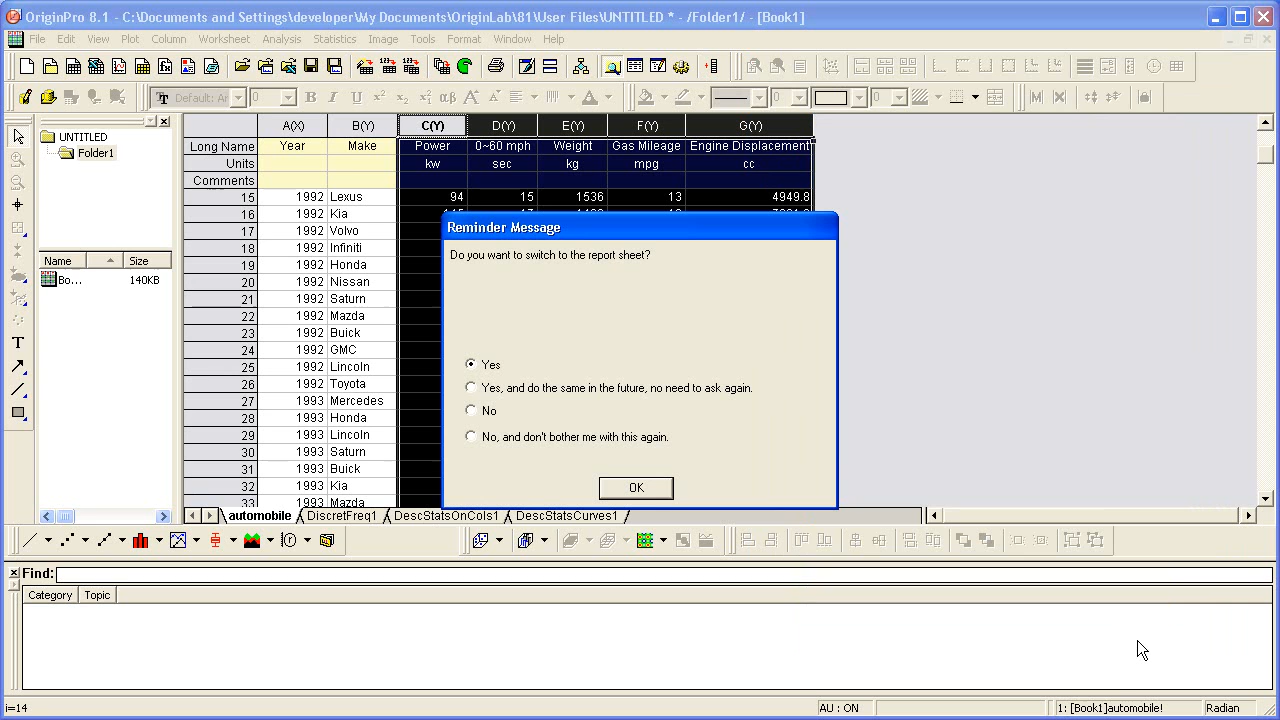 OriginPro 8.1 - C:\Documents and Settings\developer\My Documents\OriginLab\81\User Files\UNTITLED * - /Folder1/ - [Book1]
File Edit View Plot Column Worksheet Analysis Statistics Image Tools Format Window Help
Default: Ar 0 B I U 0 0
UNTITLED
Folder1
Name Size
Bo... 140KB
A(X) B(Y) C(Y) D(Y) E(Y) F(Y) G(Y)
Long Name Year Make Power 0~60 mph Weight Gas Mileage Engine Displacement
Units kw sec kg mpg cc
Comments
15 1992 Lexus 94 15 1536 13 4949.8
16 1992 Kia
17 1992 Volvo
18 1992 Infiniti
19 1992 Honda
20 1992 Nissan
21 1992 Saturn
22 1992 Mazda
23 1992 Buick
24 1992 GMC
25 1992 Lincoln
26 1992 Toyota
27 1993 Mercedes
28 1993 Honda
29 1993 Lincoln
30 1993 Saturn
31 1993 Buick
32 1993 Kia
33 1993 Mazda
Reminder Message
Do you want to switch to the report sheet?
Yes
Yes, and do the same in the future, no need to ask again.
No
No, and don't bother me with this again.
OK
automobile DiscretFreq1 DescStatsOnCols1 DescStatsCurves1
Find:
Category Topic
i=14 AU : ON 1: [Book1]automobile! Radian